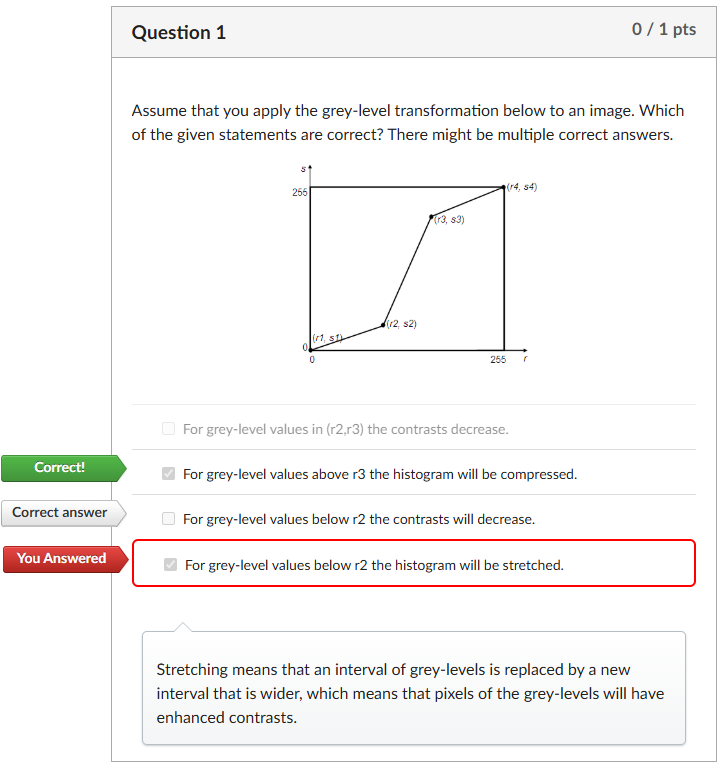 Question 1
0 / 1 pts
Assume that you apply the grey-level transformation below to an image. Which
of the given statements are correct? There might be multiple correct answers.
s
255
(r4, s4)
(r3, s3)
(r2, s2)
(r1, s1)
0
0
255
r
For grey-level values in (r2,r3) the contrasts decrease.
Correct!
For grey-level values above r3 the histogram will be compressed.
Correct answer
For grey-level values below r2 the contrasts will decrease.
You Answered
For grey-level values below r2 the histogram will be stretched.
Stretching means that an interval of grey-levels is replaced by a new
interval that is wider, which means that pixels of the grey-levels will have
enhanced contrasts.